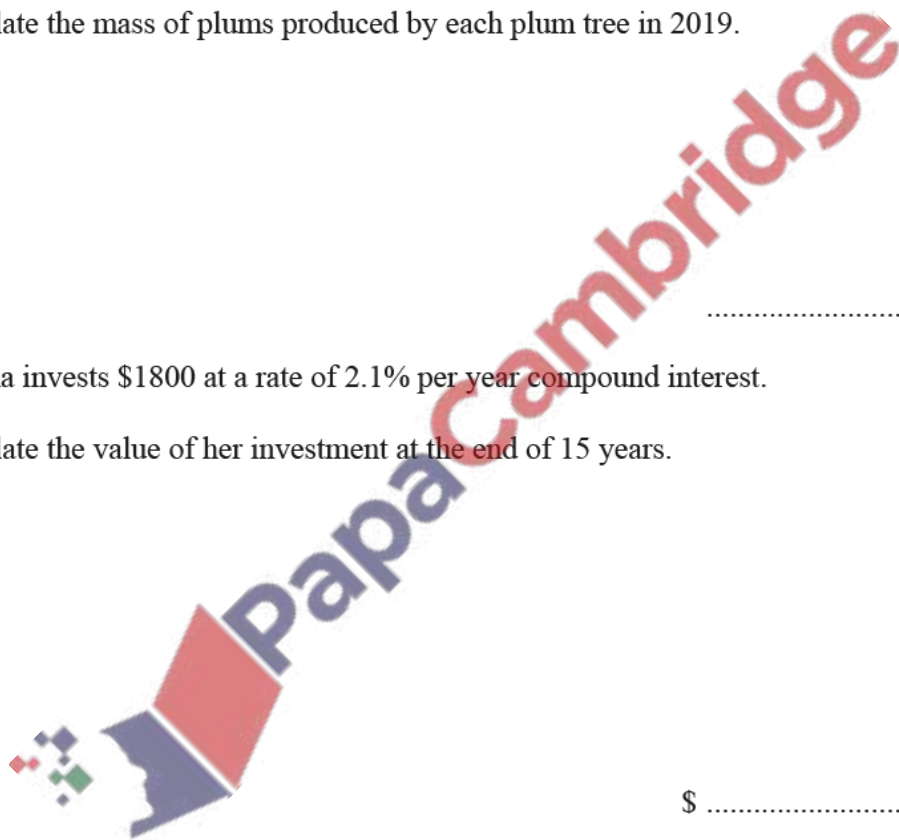 late the mass of plums produced by each plum tree in 2019.
....................
a invests $1800 at a rate of 2.1% per year compound interest.
late the value of her investment at the end of 15 years.
PapaCambridge
$ ....................